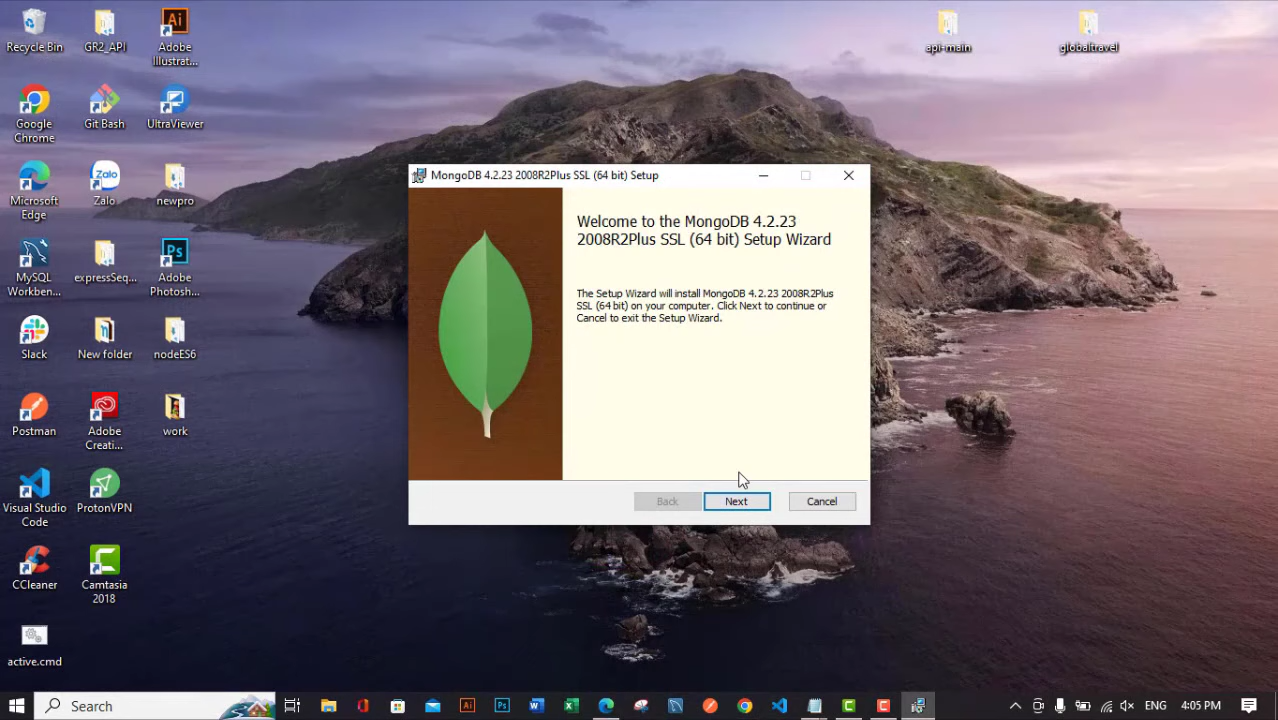 Recycle Bin
GR2_API
Adobe
Illustrat...
Google
Chrome
Git Bash
UltraViewer
Microsoft
Edge
Zalo
newpro
MySQL
Workben...
expressSeq...
Adobe
Photosh...
Slack
New folder
nodeES6
Postman
Adobe
Creati...
work
Visual Studio
Code
ProtonVPN
CCleaner
Camtasia
2018
active.cmd
api-main
globaltravel
MongoDB 4.2.23 2008R2Plus SSL (64 bit) Setup
Welcome to the MongoDB 4.2.23
2008R2Plus SSL (64 bit) Setup Wizard
The Setup Wizard will install MongoDB 4.2.23 2008R2Plus
SSL (64 bit) on your computer. Click Next to continue or
Cancel to exit the Setup Wizard.
Back
Next
Cancel
Search
ENG
4:05 PM